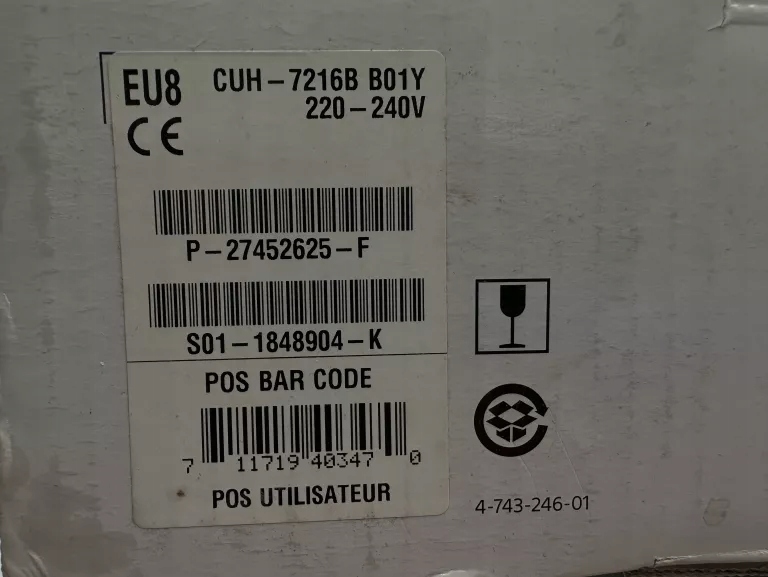 EU8 CUH-7216B B01Y
220-240V
CE
P-27452625-F
S01-1848904-K
POS BAR CODE
7 11719 40347 0
POS UTILISATEUR
4-743-246-01